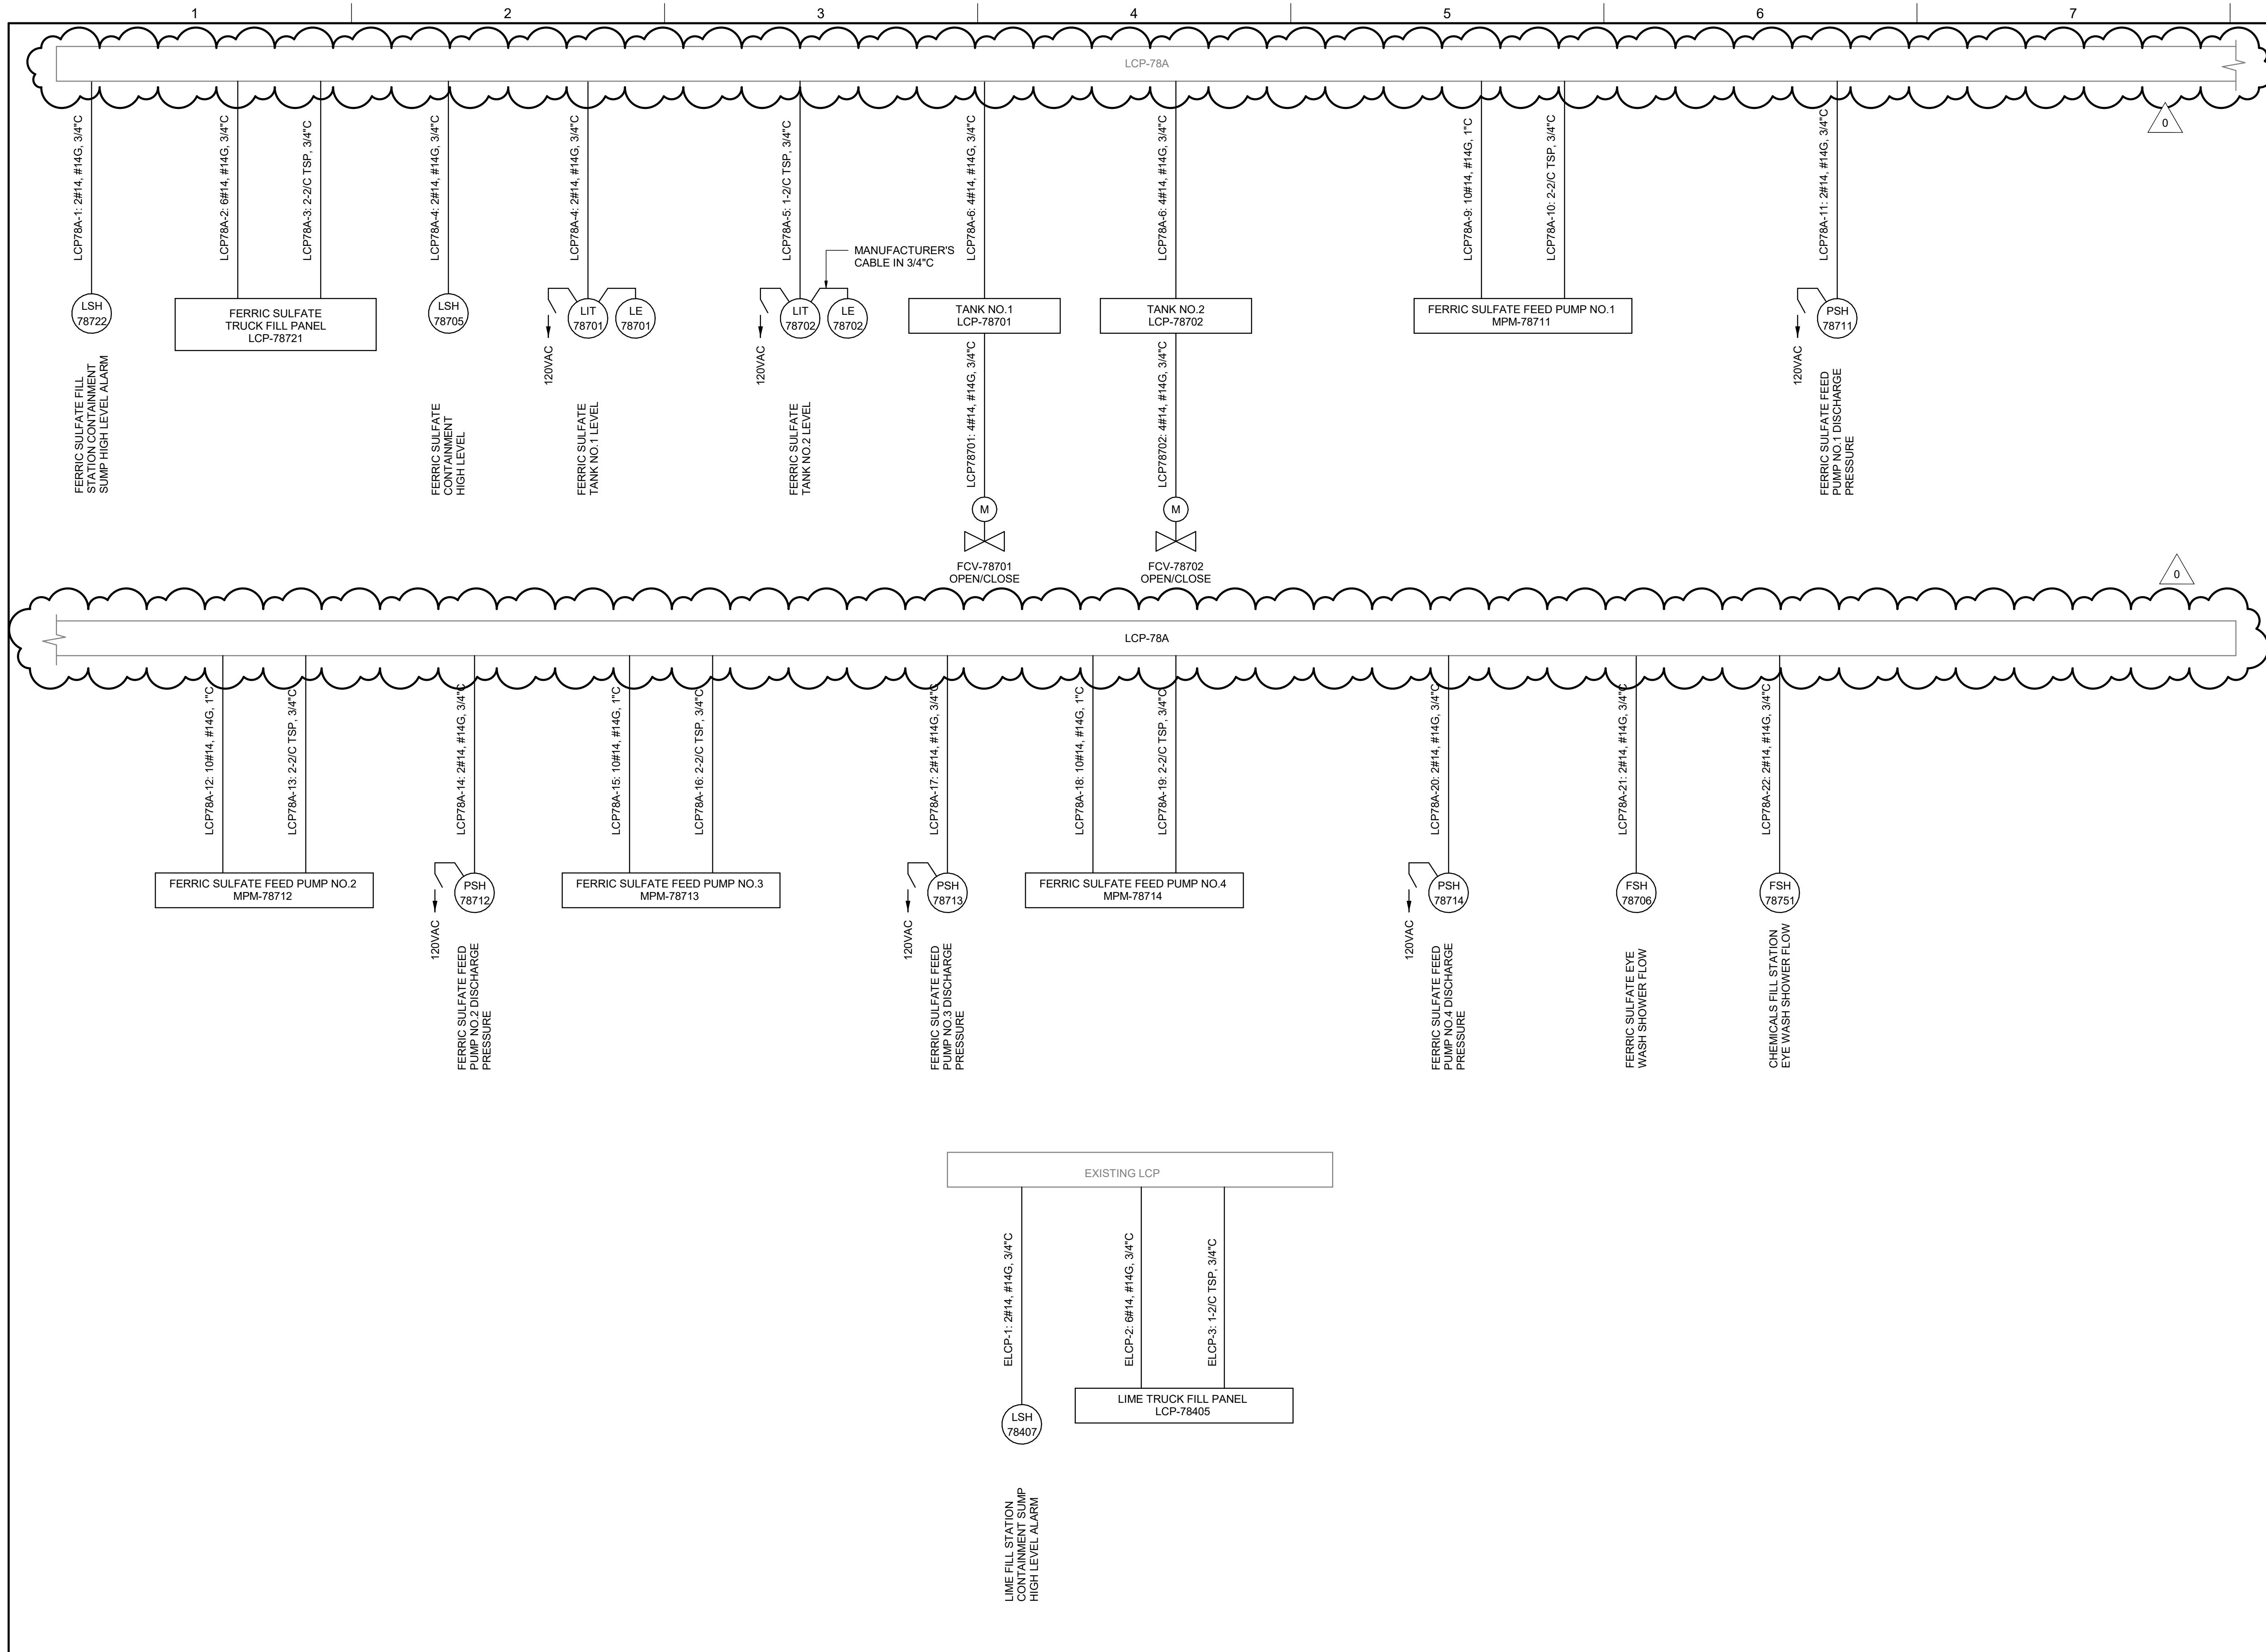 1 2 3 4 5 6 7
LCP-78A
0
LCP78A-1: 2#14, #14G, 3/4"C
LCP78A-2: 6#14, #14G, 3/4"C
LCP78A-3: 2-2/C TSP, 3/4"C
LCP78A-4: 2#14, #14G, 3/4"C
LCP78A-4: 2#14, #14G, 3/4"C
LCP78A-5: 1-2/C TSP, 3/4"C
LCP78A-6: 4#14, #14G, 3/4"C
LCP78A-6: 4#14, #14G, 3/4"C
LCP78A-9: 10#14, #14G, 1"C
LCP78A-10: 2-2/C TSP, 3/4"C
LCP78A-11: 2#14, #14G, 3/4"C
MANUFACTURER'S
CABLE IN 3/4"C
LSH
78722
FERRIC SULFATE
TRUCK FILL PANEL
LCP-78721
LSH
78705
LIT
78701
LE
78701
LIT
78702
LE
78702
TANK NO.1
LCP-78701
TANK NO.2
LCP-78702
FERRIC SULFATE FEED PUMP NO.1
MPM-78711
PSH
78711
FERRIC SULFATE FILL
STATION CONTAINMENT
SUMP HIGH LEVEL ALARM
FERRIC SULFATE
CONTAINMENT
HIGH LEVEL
120VAC
FERRIC SULFATE
TANK NO.1 LEVEL
120VAC
FERRIC SULFATE
TANK NO.2 LEVEL
LCP78701: 4#14, #14G, 3/4"C
LCP78702: 4#14, #14G, 3/4"C
120VAC
FERRIC SULFATE FEED
PUMP NO.1 DISCHARGE
PRESSURE
M
M
FCV-78701
OPEN/CLOSE
FCV-78702
OPEN/CLOSE
0
LCP-78A
LCP78A-12: 10#14, #14G, 1"C
LCP78A-13: 2-2/C TSP, 3/4"C
LCP78A-14: 2#14, #14G, 3/4"C
LCP78A-15: 10#14, #14G, 1"C
LCP78A-16: 2-2/C TSP, 3/4"C
LCP78A-17: 2#14, #14G, 3/4"C
LCP78A-18: 10#14, #14G, 1"C
LCP78A-19: 2-2/C TSP, 3/4"C
LCP78A-20: 2#14, #14G, 3/4"C
LCP78A-21: 2#14, #14G, 3/4"C
LCP78A-22: 2#14, #14G, 3/4"C
FERRIC SULFATE FEED PUMP NO.2
MPM-78712
PSH
78712
FERRIC SULFATE FEED PUMP NO.3
MPM-78713
PSH
78713
FERRIC SULFATE FEED PUMP NO.4
MPM-78714
PSH
78714
FSH
78706
FSH
78751
120VAC
FERRIC SULFATE FEED
PUMP NO.2 DISCHARGE
PRESSURE
120VAC
FERRIC SULFATE FEED
PUMP NO.3 DISCHARGE
PRESSURE
120VAC
FERRIC SULFATE FEED
PUMP NO.4 DISCHARGE
PRESSURE
FERRIC SULFATE EYE
WASH SHOWER FLOW
CHEMICALS FILL STATION
EYE WASH SHOWER FLOW
EXISTING LCP
ELCP-1: 2#14, #14G, 3/4"C
ELCP-2: 6#14, #14G, 3/4"C
ELCP-3: 1-2/C TSP, 3/4"C
LSH
78407
LIME TRUCK FILL PANEL
LCP-78405
LIME FILL STATION
CONTAINMENT SUMP
HIGH LEVEL ALARM